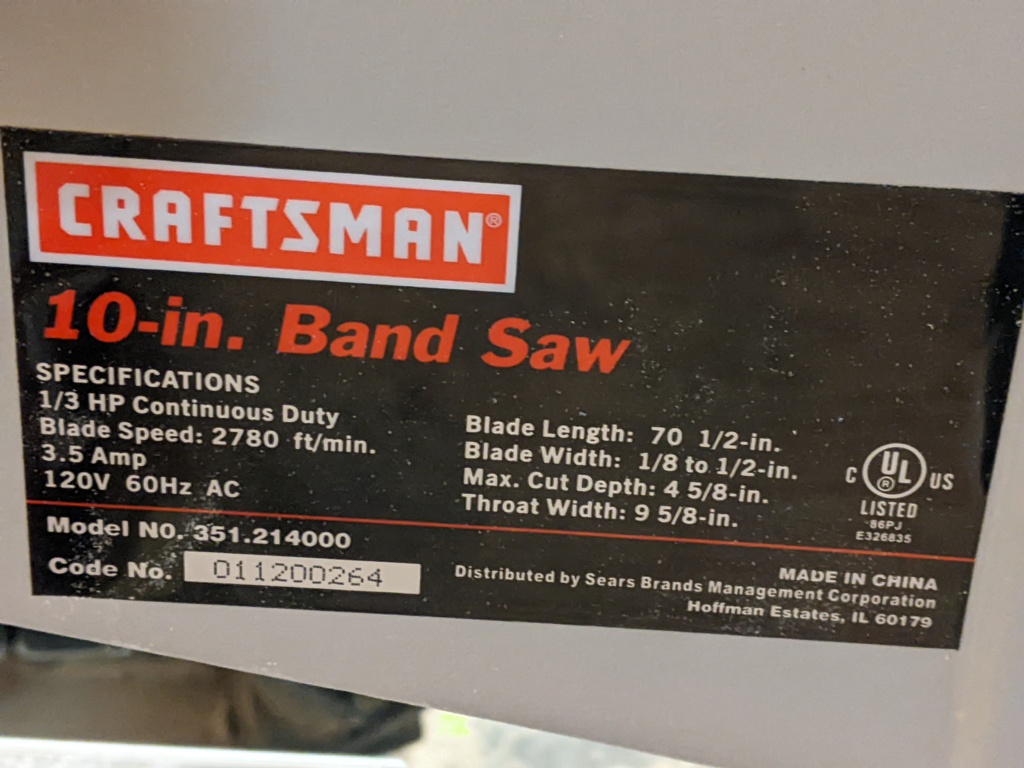 CRAFTSMAN®
10-in. Band Saw
SPECIFICATIONS
1/3 HP Continuous Duty
Blade Speed: 2780 ft/min.
3.5 Amp
120V 60Hz AC
Blade Length: 70 1/2-in.
Blade Width: 1/8 to 1/2-in.
Max. Cut Depth: 4 5/8-in.
Throat Width: 9 5/8-in.
C UL® US
LISTED
86PJ
E326835
Model NO. 351.214000
Code No. 011200264
MADE IN CHINA
Distributed by Sears Brands Management Corporation
Hoffman Estates, IL 60179